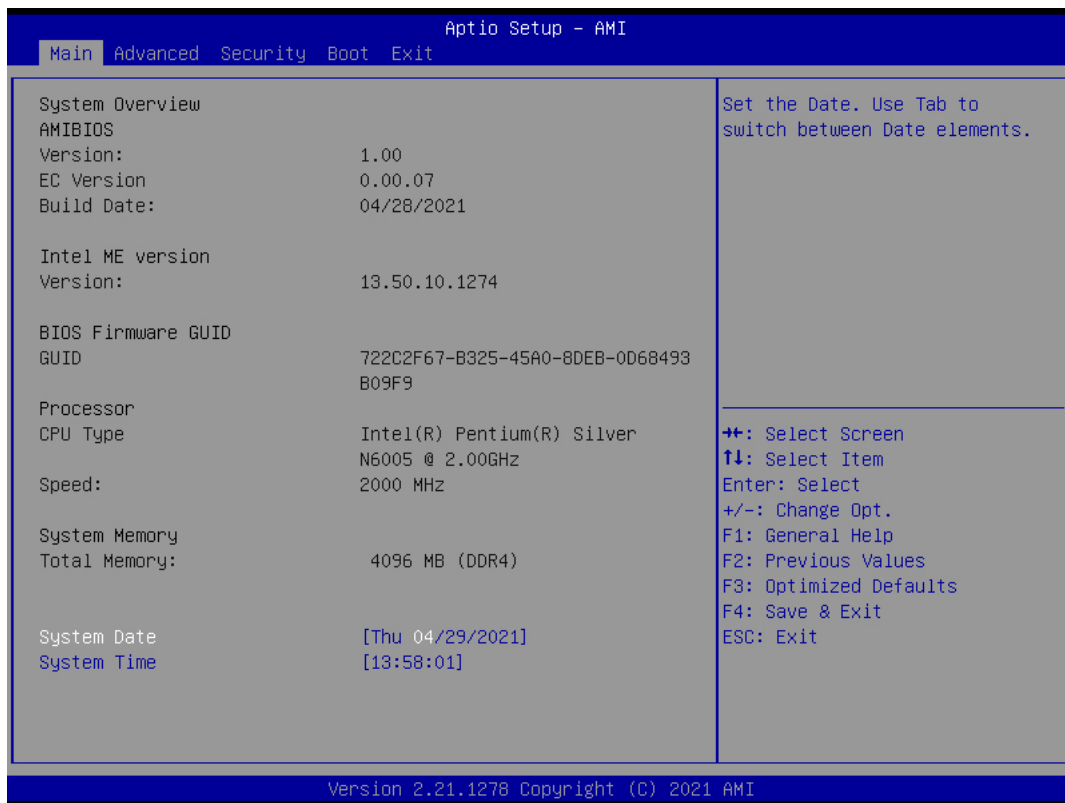 Aptio Setup – AMI
Main Advanced Security Boot Exit
System Overview
AMIBIOS
Version: 1.00
EC Version 0.00.07
Build Date: 04/28/2021
Intel ME version
Version: 13.50.10.1274
BIOS Firmware GUID
GUID 722C2F67-B325-45A0-8DEB-0D68493
B09F9
Processor
CPU Type Intel(R) Pentium(R) Silver
N6005 @ 2.00GHz
Speed: 2000 MHz
System Memory
Total Memory: 4096 MB (DDR4)
System Date [Thu 04/29/2021]
System Time [13:58:01]
Set the Date. Use Tab to
switch between Date elements.
→←: Select Screen
↑↓: Select Item
Enter: Select
+/-: Change Opt.
F1: General Help
F2: Previous Values
F3: Optimized Defaults
F4: Save & Exit
ESC: Exit
Version 2.21.1278 Copyright (C) 2021 AMI